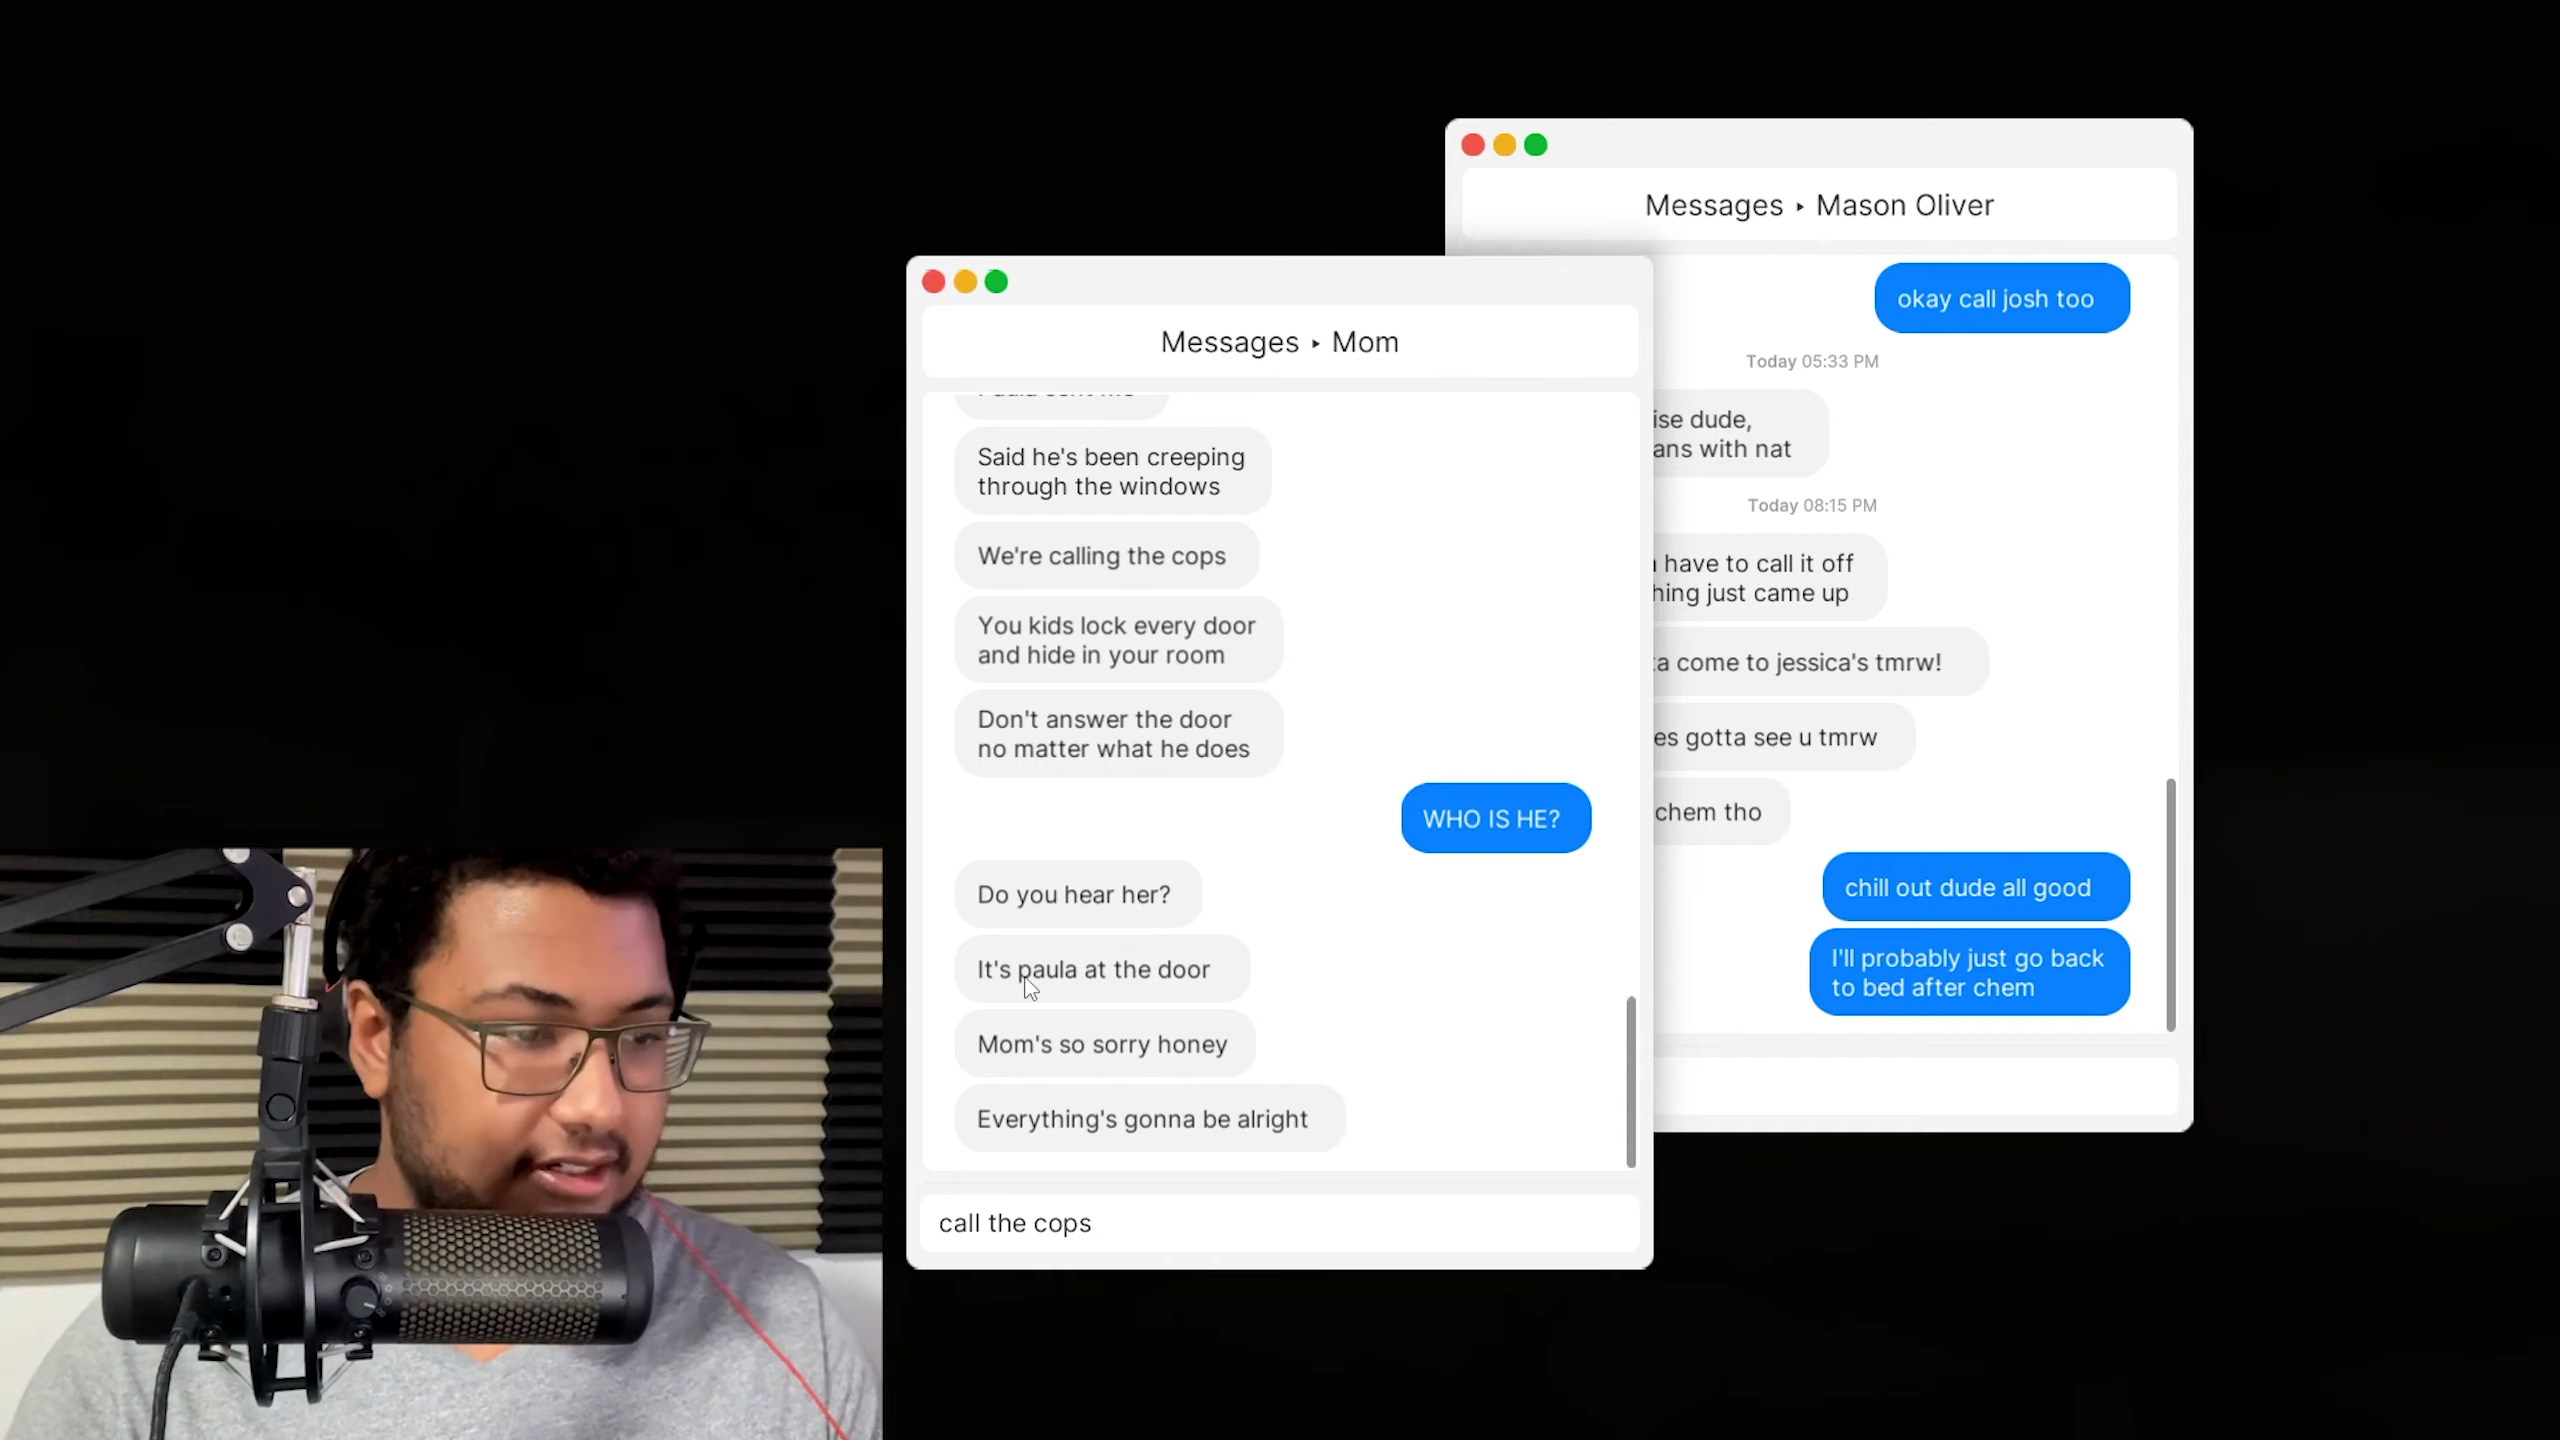 Messages ‣ Mason Oliver
okay call josh too
Today 05:33 PM
ise dude,
ans with nat
Today 08:15 PM
have to call it off
hing just came up
a come to jessica's tmrw!
es gotta see u tmrw
chem tho
chill out dude all good
I'll probably just go back
to bed after chem
Messages ‣ Mom
Said he's been creeping
through the windows
We're calling the cops
You kids lock every door
and hide in your room
Don't answer the door
no matter what he does
WHO IS HE?
Do you hear her?
It's paula at the door
Mom's so sorry honey
Everything's gonna be alright
call the cops